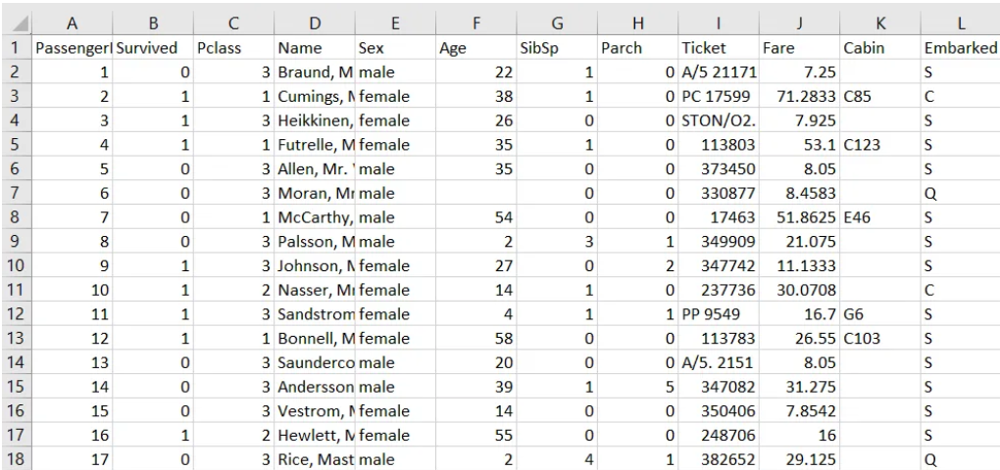 A B C D E F G H I J K L
1 PassengerI Survived Pclass Name Sex Age SibSp Parch Ticket Fare Cabin Embarked
2 1 0 3 Braund, M male 22 1 0 A/5 21171 7.25 S
3 2 1 1 Cumings, M female 38 1 0 PC 17599 71.2833 C85 C
4 3 1 3 Heikkinen, female 26 0 0 STON/O2. 7.925 S
5 4 1 1 Futrelle, M female 35 1 0 113803 53.1 C123 S
6 5 0 3 Allen, Mr. male 35 0 0 373450 8.05 S
7 6 0 3 Moran, Mr male 0 0 330877 8.4583 Q
8 7 0 1 McCarthy, male 54 0 0 17463 51.8625 E46 S
9 8 0 3 Palsson, M male 2 3 1 349909 21.075 S
10 9 1 3 Johnson, M female 27 0 2 347742 11.1333 S
11 10 1 2 Nasser, Mr female 14 1 0 237736 30.0708 C
12 11 1 3 Sandstrom female 4 1 1 PP 9549 16.7 G6 S
13 12 1 1 Bonnell, M female 58 0 0 113783 26.55 C103 S
14 13 0 3 Saunderco male 20 0 0 A/5. 2151 8.05 S
15 14 0 3 Andersson male 39 1 5 347082 31.275 S
16 15 0 3 Vestrom, M female 14 0 0 350406 7.8542 S
17 16 1 2 Hewlett, M female 55 0 0 248706 16 S
18 17 0 3 Rice, Mast male 2 4 1 382652 29.125 Q